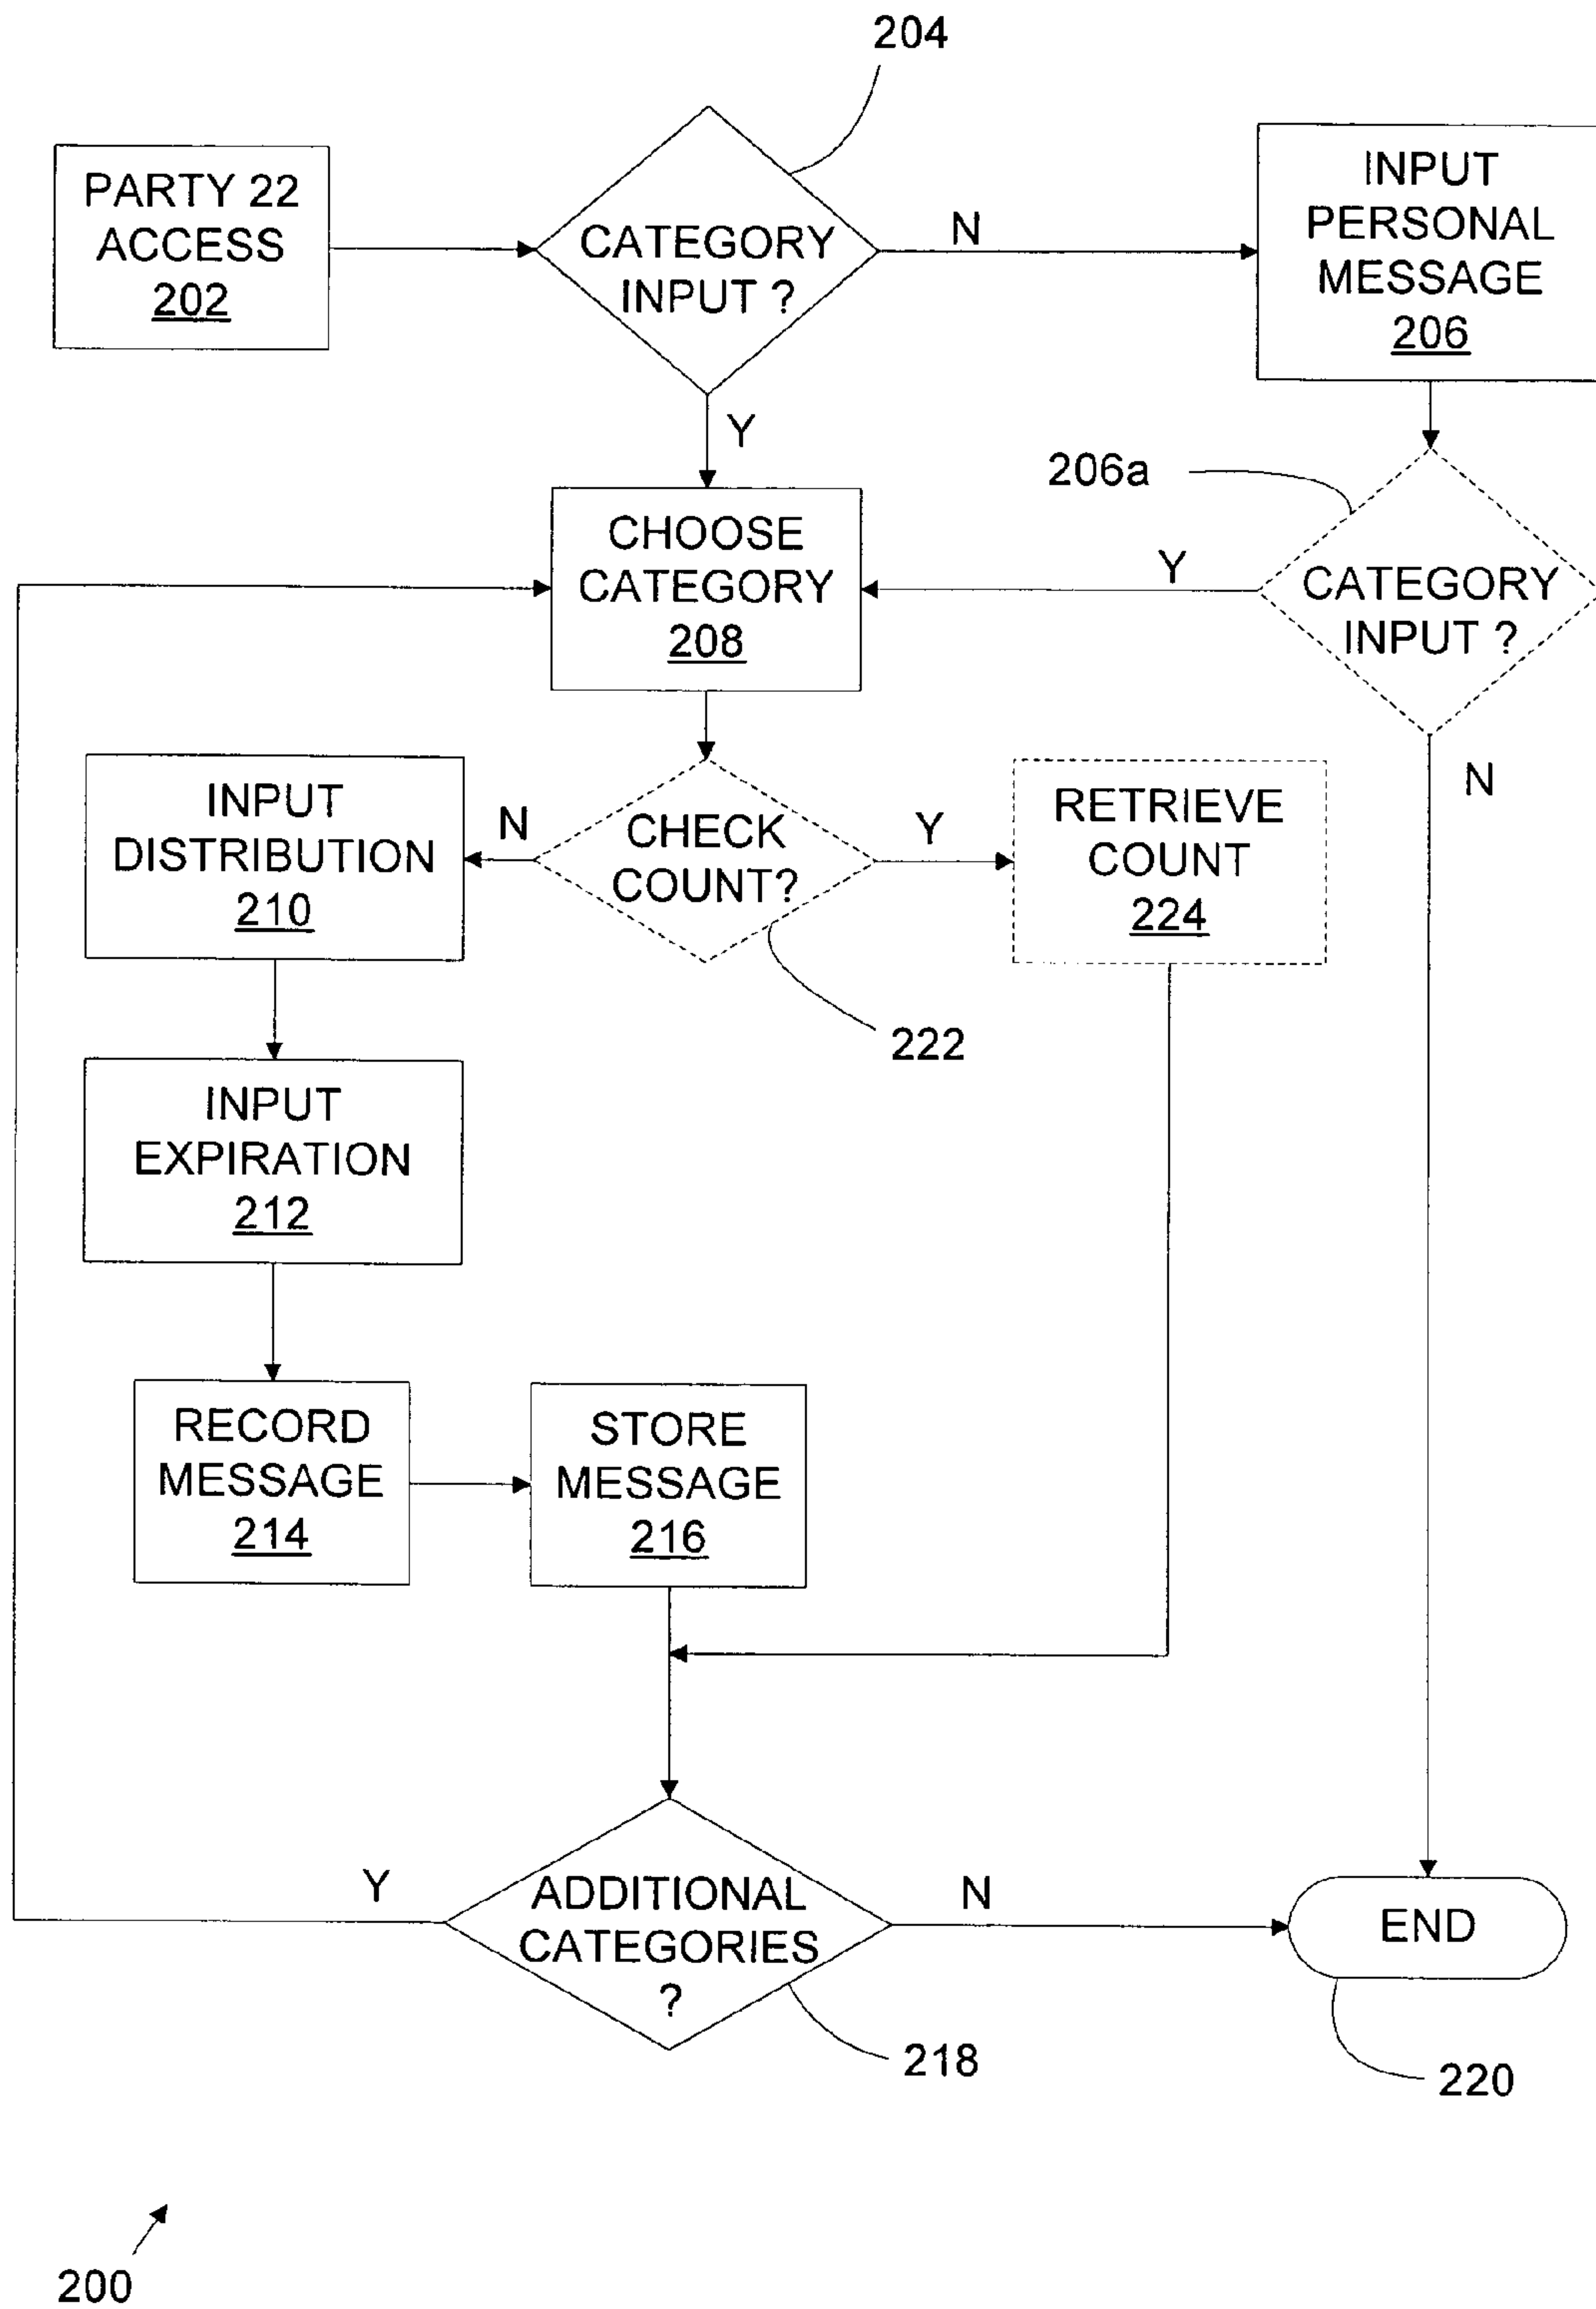 204
PARTY 22
ACCESS
202
CATEGORY
INPUT ?
N
INPUT
PERSONAL
MESSAGE
206
Y
206a
CHOOSE
CATEGORY
208
Y
CATEGORY
INPUT ?
N
INPUT
DISTRIBUTION
210
N
CHECK
COUNT?
Y
RETRIEVE
COUNT
224
222
INPUT
EXPIRATION
212
RECORD
MESSAGE
214
STORE
MESSAGE
216
Y
ADDITIONAL
CATEGORIES
?
N
END
218
220
200